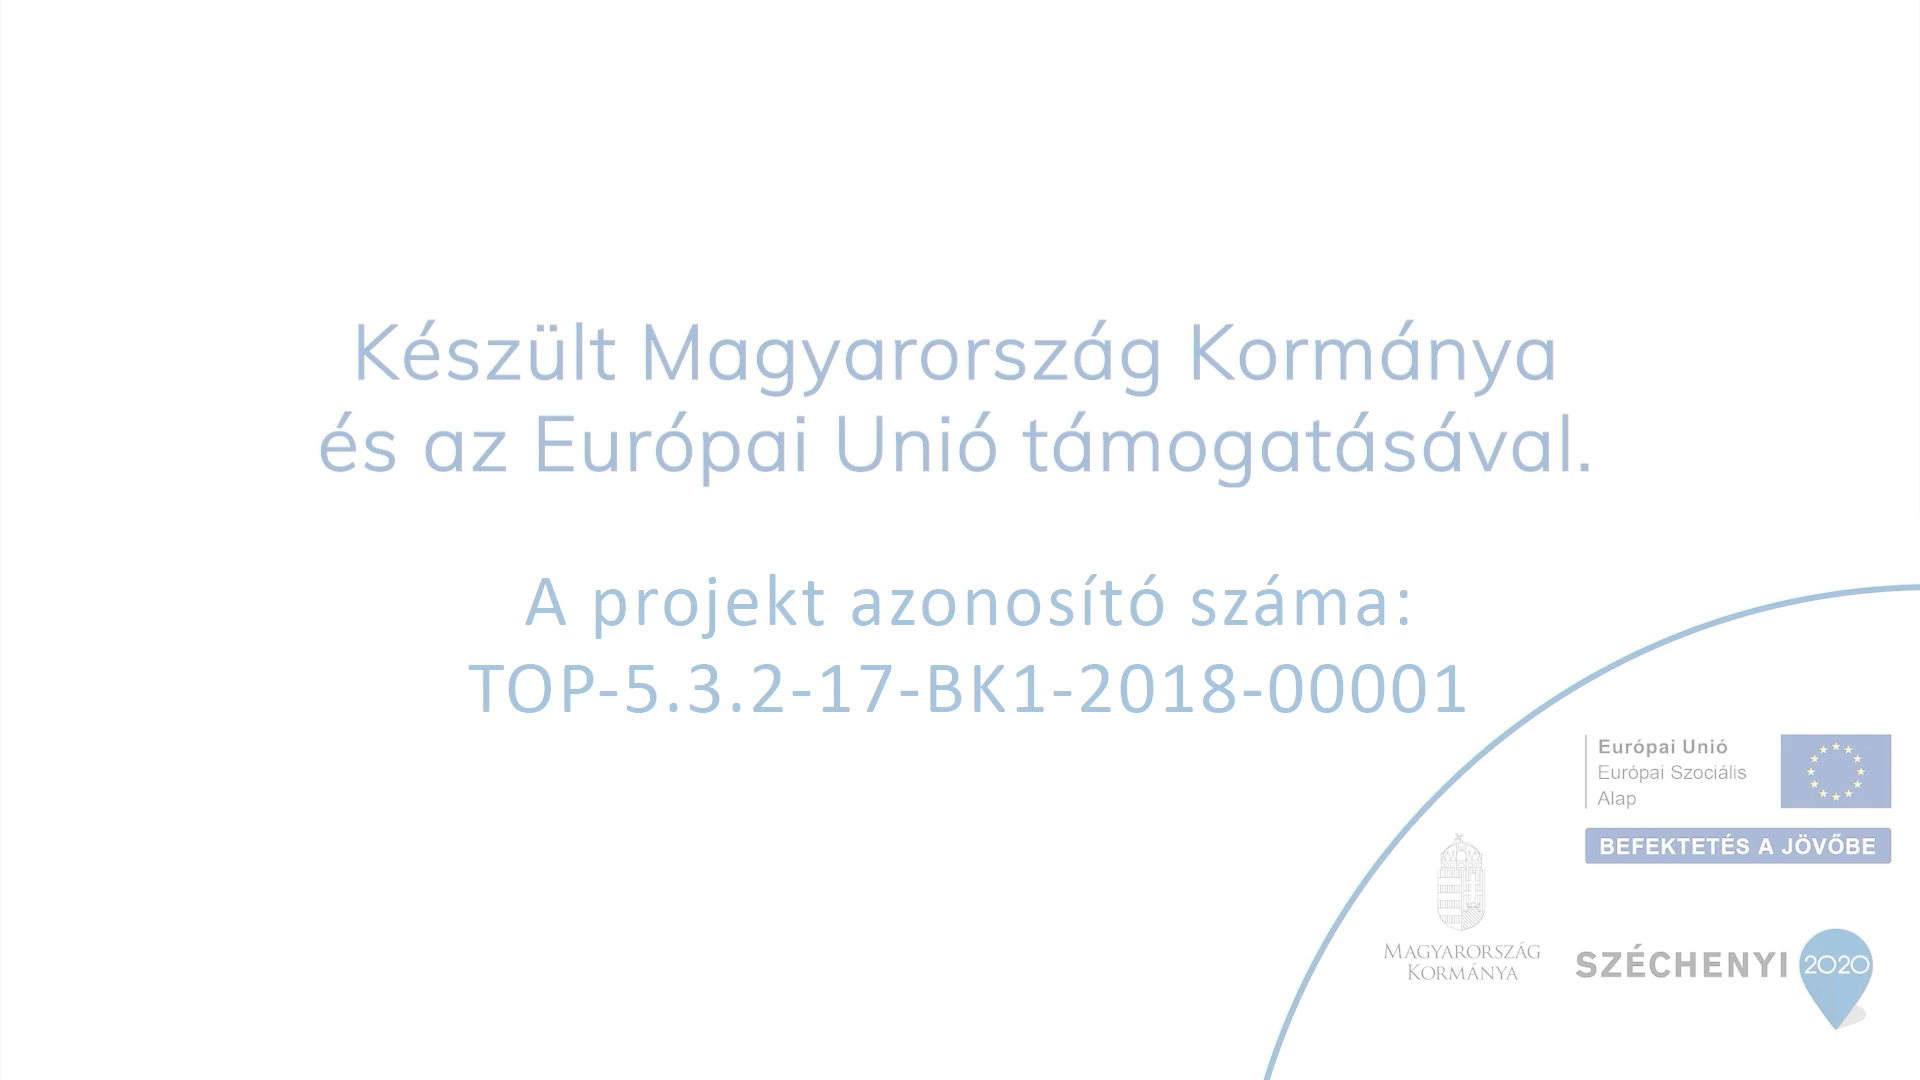 Készült Magyarország Kormánya
és az Európai Unió támogatásával.
A projekt azonosító száma:
TOP-5.3.2-17-BK1-2018-00001
Európai Unió
Európai Szociális
Alap
BEFEKTETÉS A JÖVŐBE
MAGYARORSZÁG
KORMÁNYA
SZÉCHENYI 2020